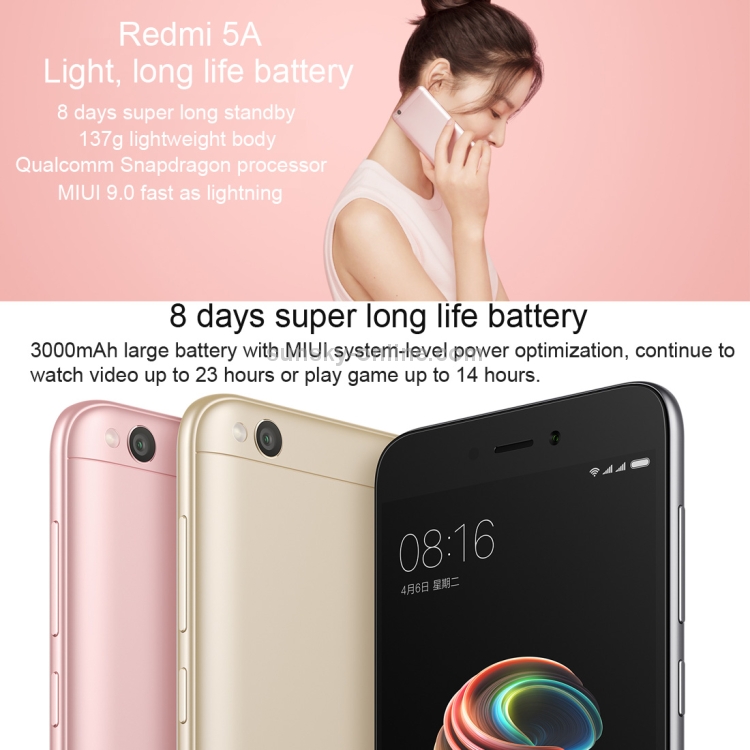 Redmi 5A
Light, long life battery
8 days super long standby
137g lightweight body
Qualcomm Snapdragon processor
MIUI 9.0 fast as lightning
8 days super long life battery
3000mAh large battery with MIUI system-level power optimization, continue to
watch video up to 23 hours or play game up to 14 hours.
sunsky-online.com
08:16
4月6日 星期二